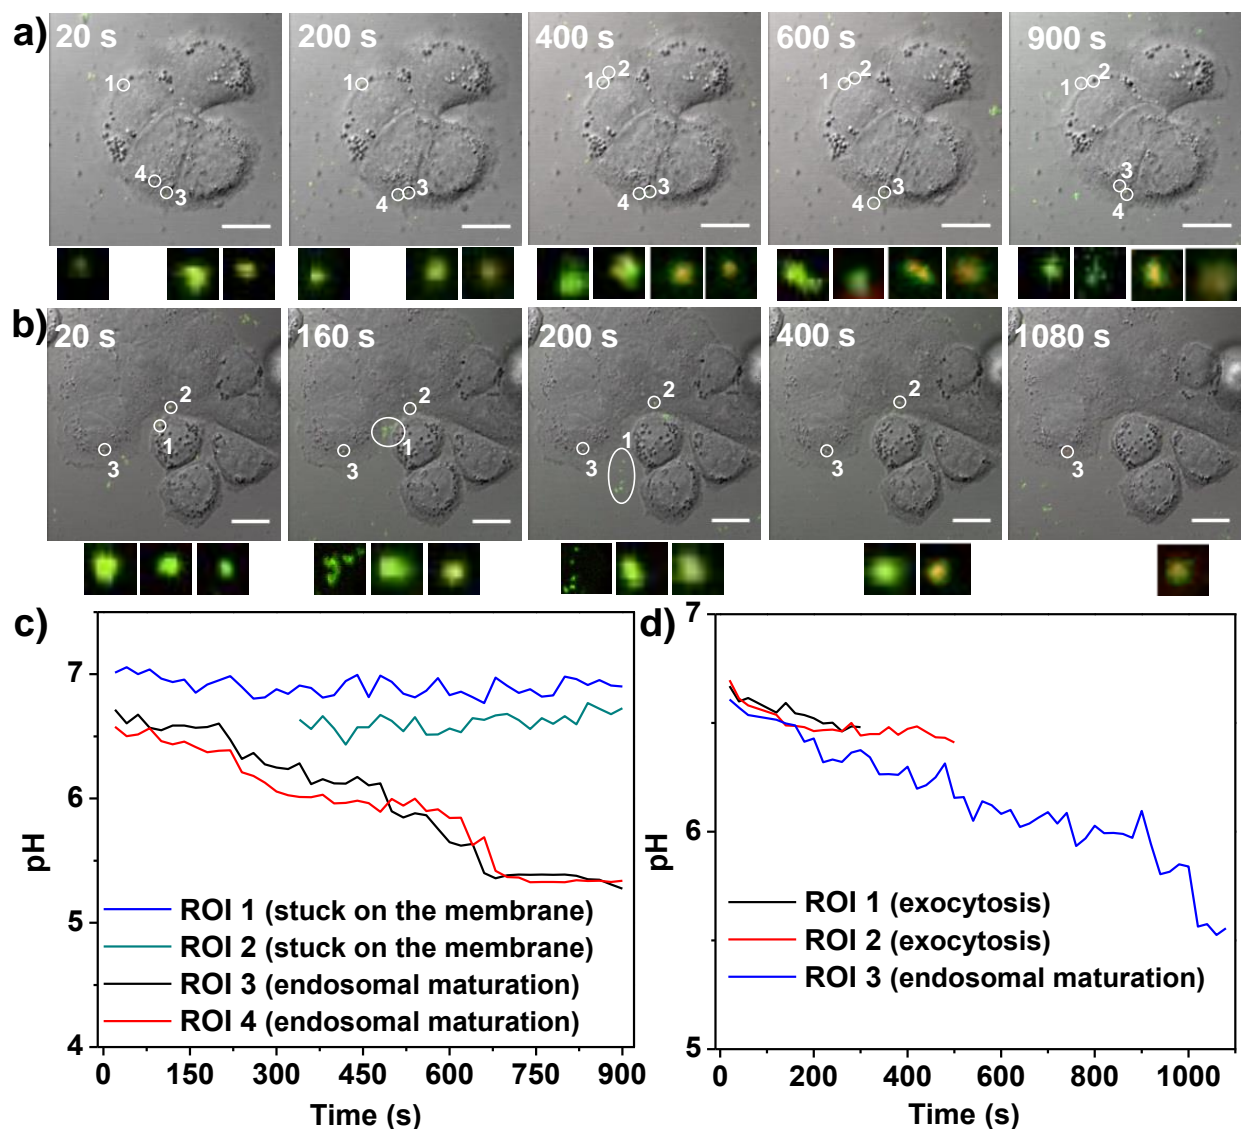 a)
20 s
200 s
400 s
600 s
900 s
1
4
3
1
3
4
1
2
3
4
1
2
3
4
1
2
3
4
b)
20 s
160 s
200 s
400 s
1080 s
2
1
3
2
1
3
2
1
3
2
3
3
c)
7
6
5
4
pH
0
150
300
450
600
750
900
Time (s)
ROI 1 (stuck on the membrane)
ROI 2 (stuck on the membrane)
ROI 3 (endosomal maturation)
ROI 4 (endosomal maturation)
d)
7
6
5
pH
0
200
400
600
800
1000
Time (s)
ROI 1 (exocytosis)
ROI 2 (exocytosis)
ROI 3 (endosomal maturation)